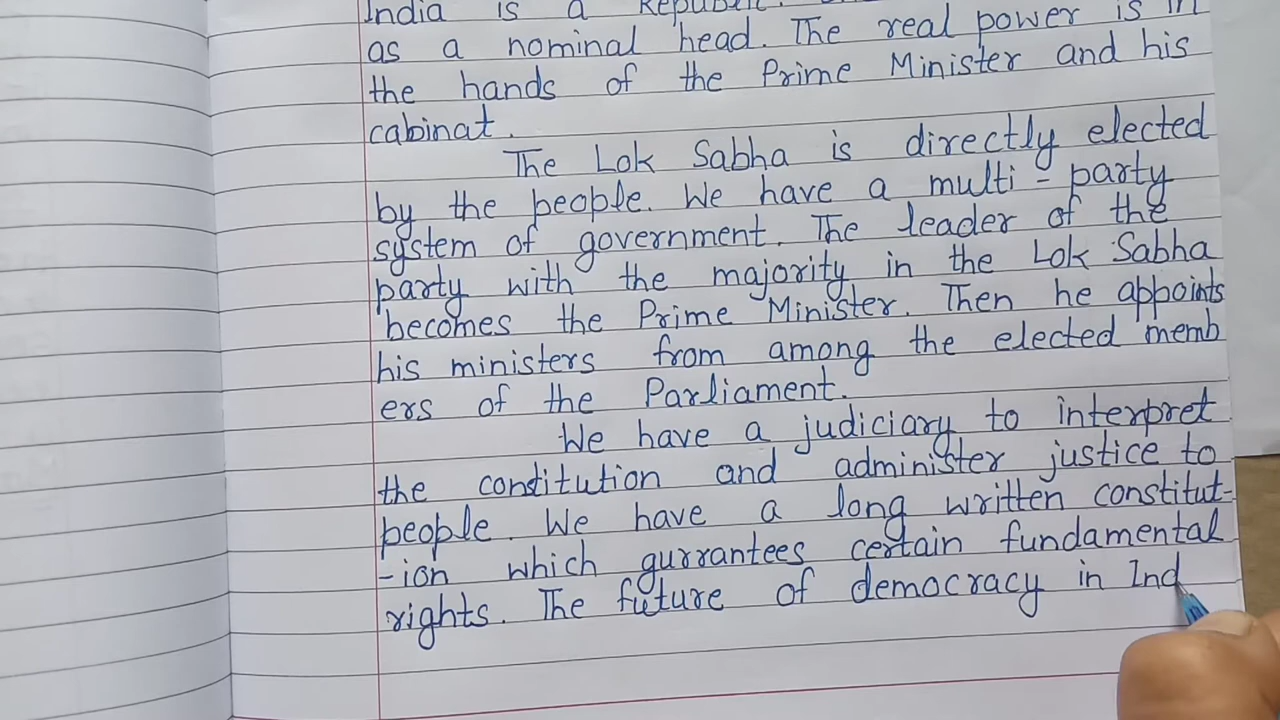 India is a Republic.
as a nominal head. The real power is in
the hands of the Prime Minister and his
cabinat.
The Lok Sabha is directly elected
by the people. We have a multi - party
system of government. The leader of the
party with the majority in the Lok Sabha
becomes the Prime Minister. Then he appoints
his ministers from among the elected memb
ers of the Parliament.
We have a judiciary to interpret
the constitution and administer justice to
people. We have a long written constitut-
-ion which gurrantees certain fundamental
rights. The future of democracy in Ind